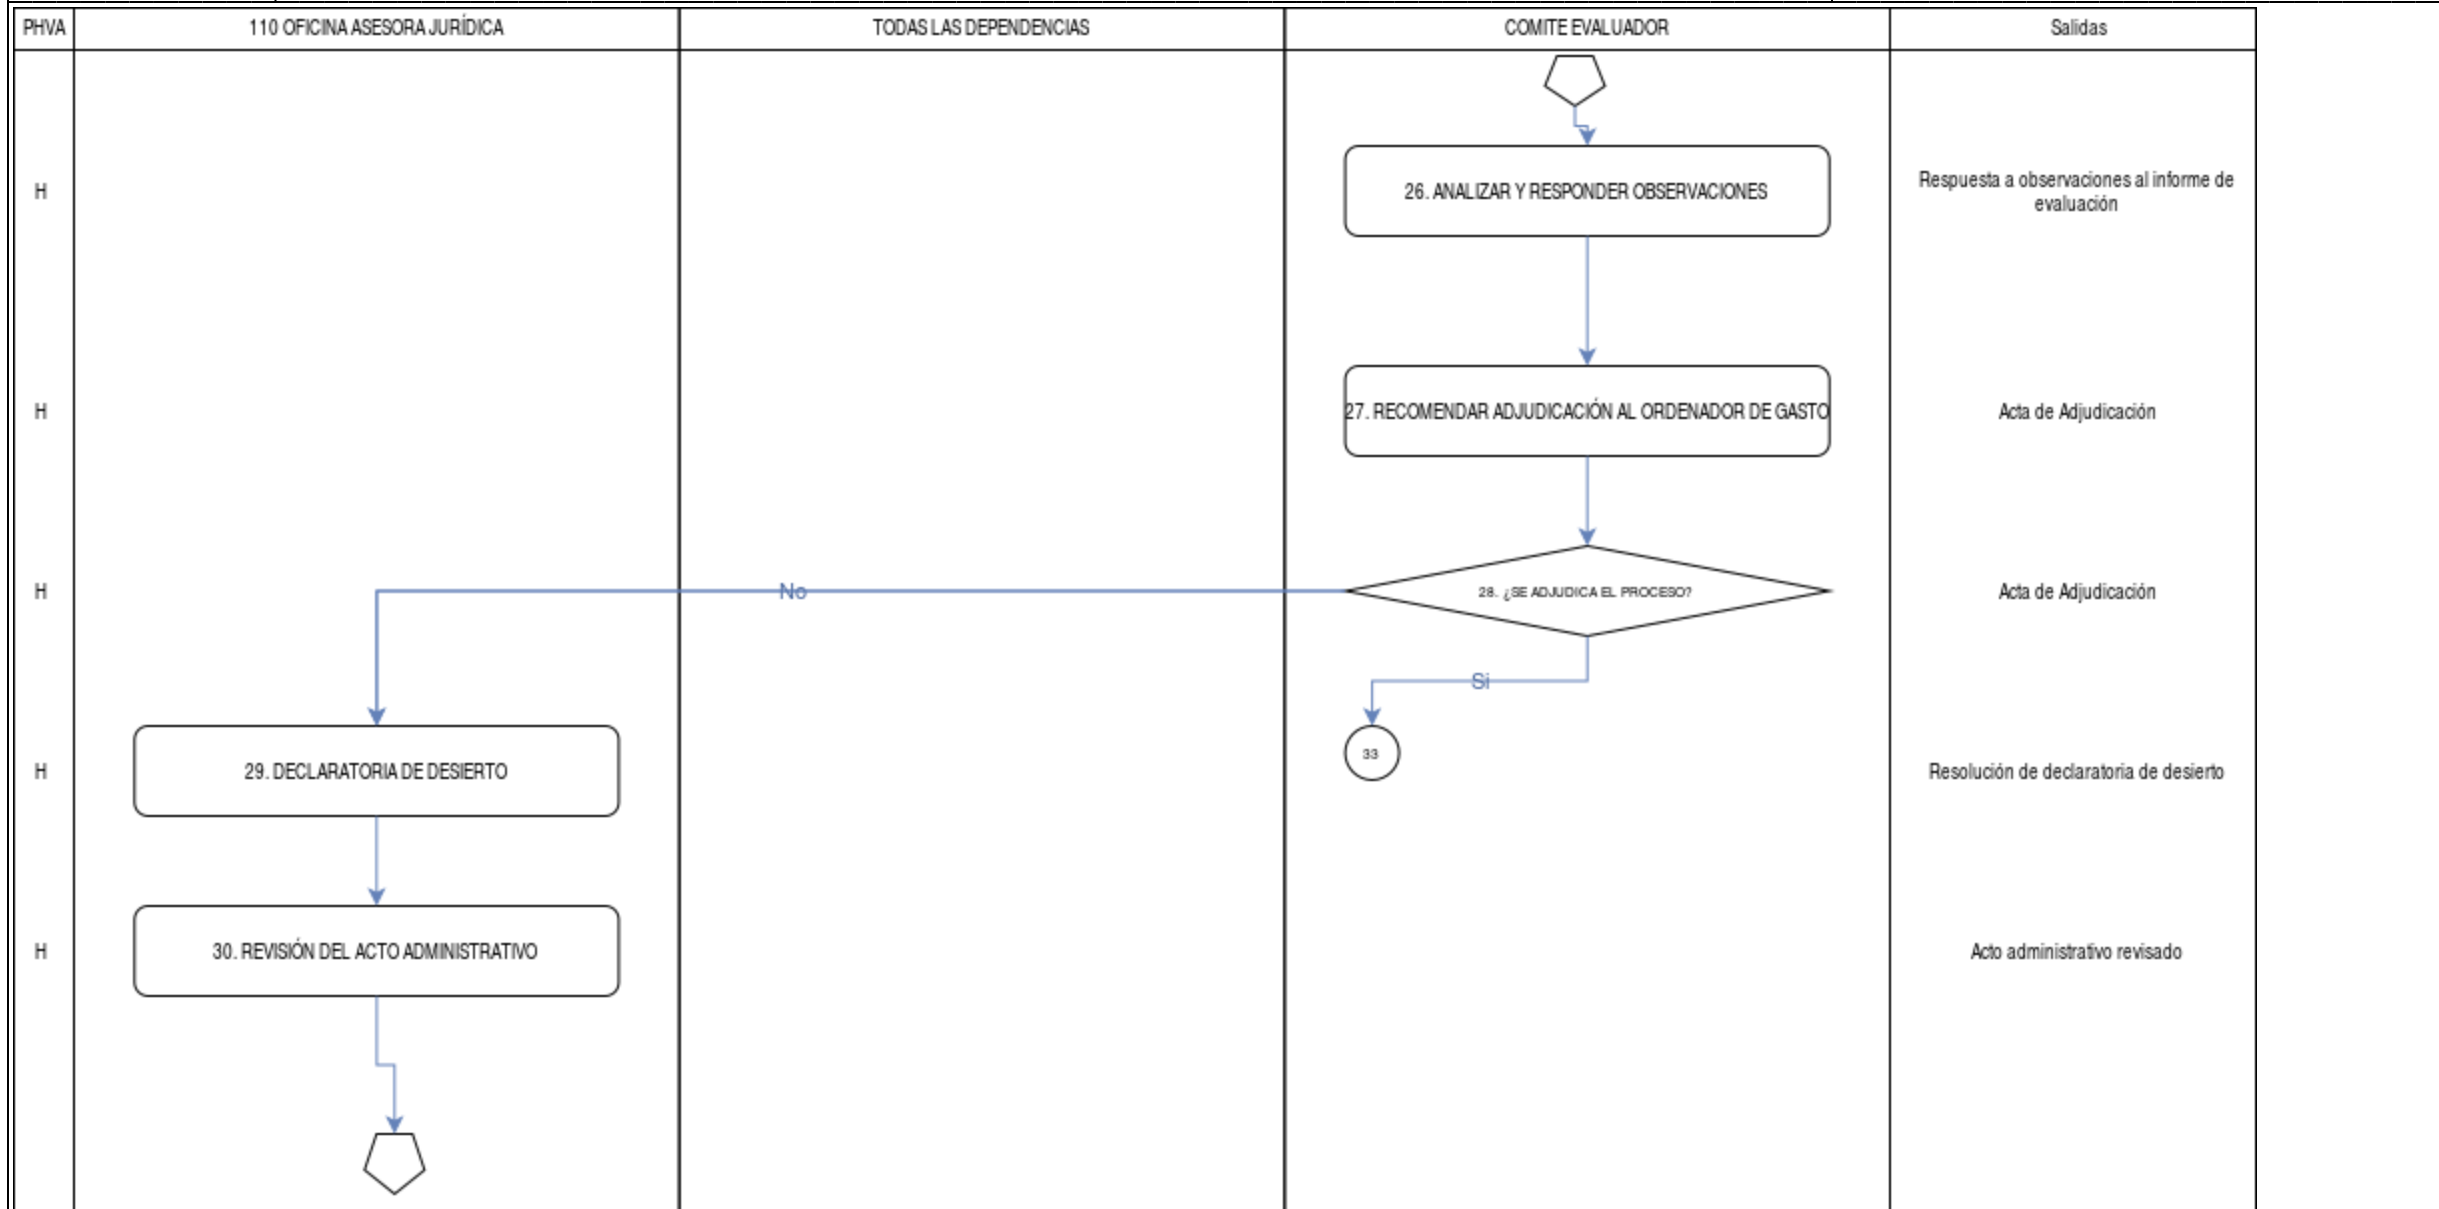 PHVA
110 OFICINA ASESORA JURÍDICA
TODAS LAS DEPENDENCIAS
COMITE EVALUADOR
Salidas
H
26. ANALIZAR Y RESPONDER OBSERVACIONES
Respuesta a observaciones al informe de
evaluación
H
27. RECOMENDAR ADJUDICACIÓN AL ORDENADOR DE GASTO
Acta de Adjudicación
H
No
28. ¿SE ADJUDICA EL PROCESO?
Acta de Adjudicación
Si
33
H
29. DECLARATORIA DE DESIERTO
Resolución de declaratoria de desierto
H
30. REVISIÓN DEL ACTO ADMINISTRATIVO
Acto administrativo revisado